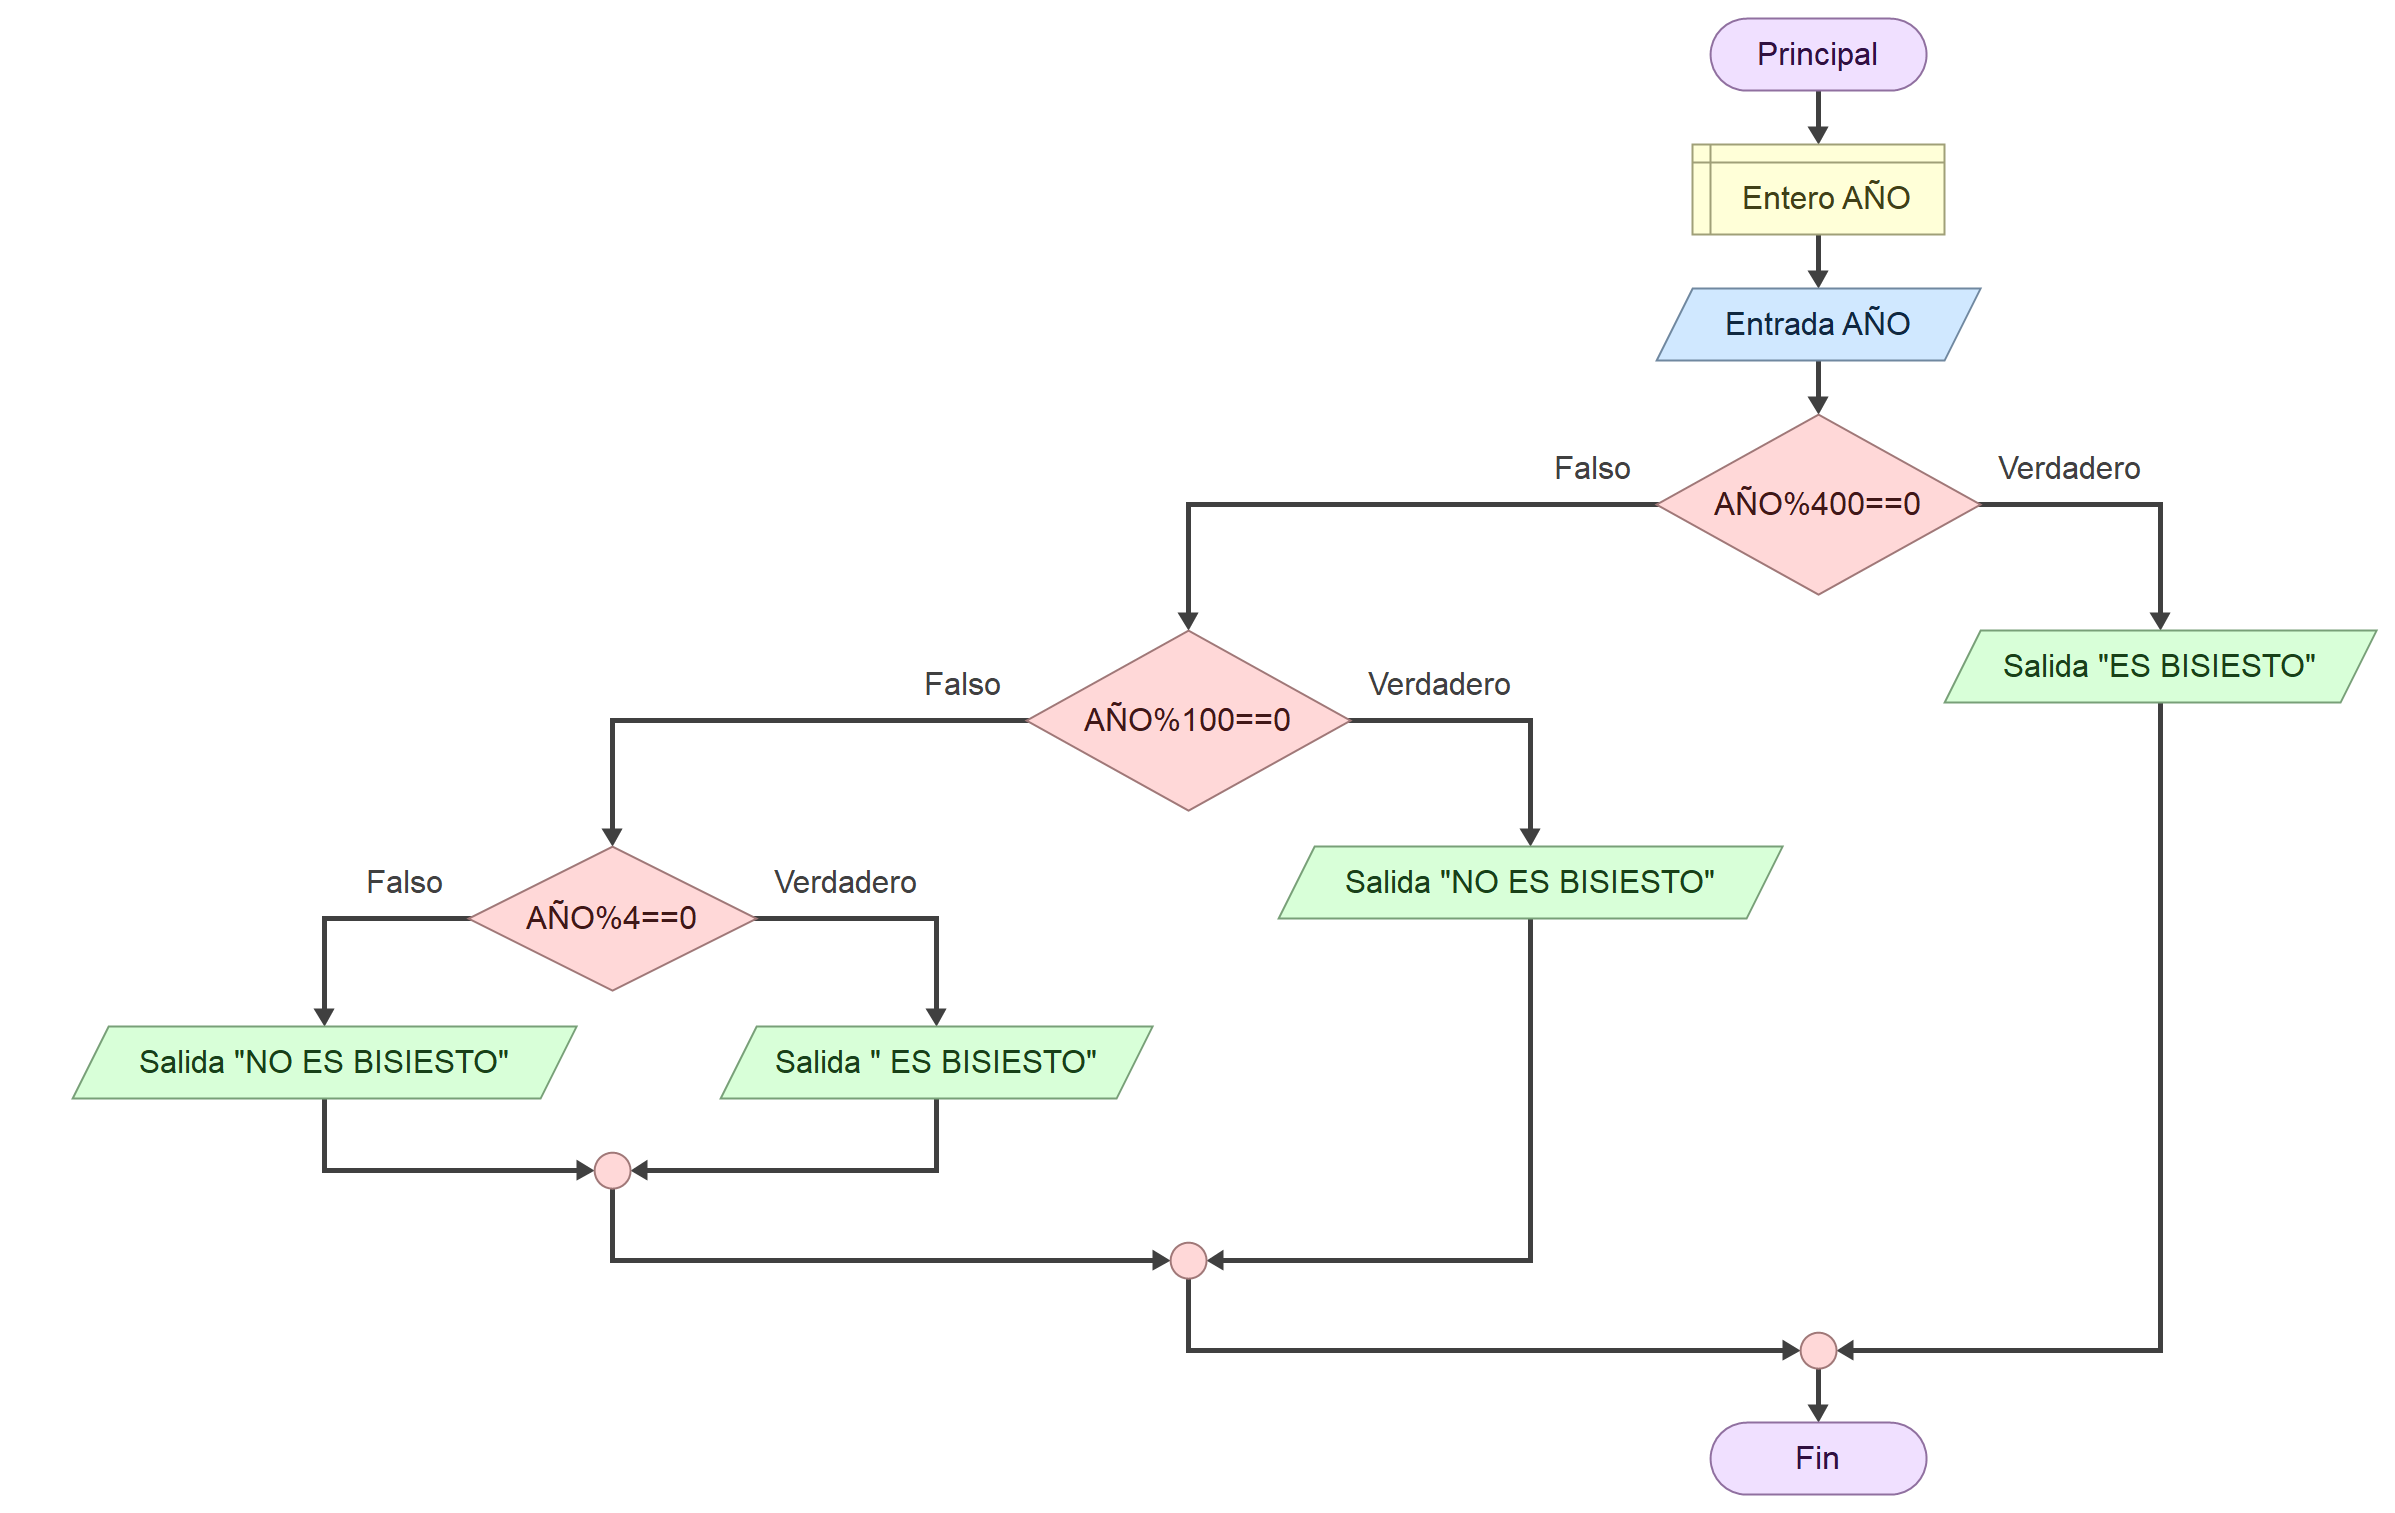 Principal
Entero AÑO
Entrada AÑO
Falso
Verdadero
AÑO%400==0
Falso
Verdadero
Salida "ES BISIESTO"
AÑO%100==0
Falso
Verdadero
Salida "NO ES BISIESTO"
AÑO%4==0
Salida "NO ES BISIESTO"
Salida " ES BISIESTO"
Fin